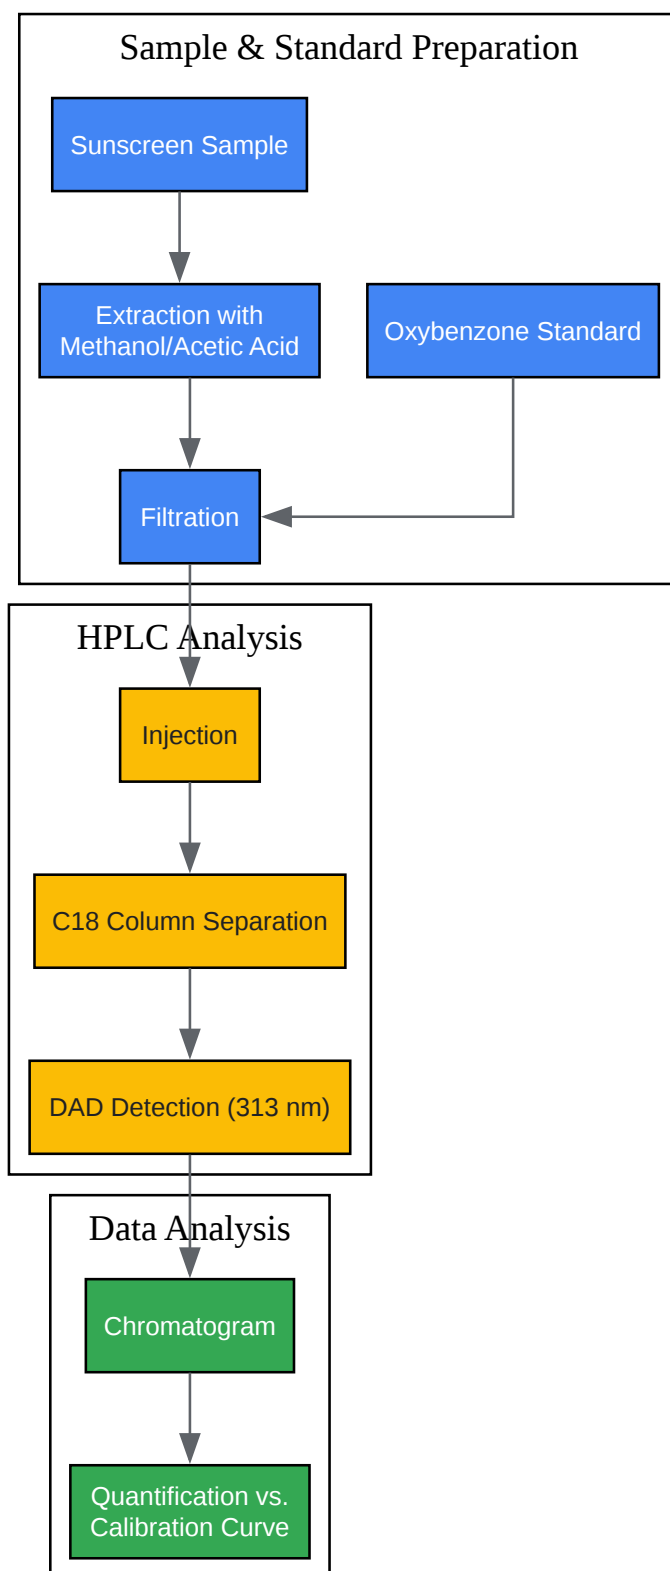 Sample & Standard Preparation
Sunscreen Sample
Extraction with
Methanol/Acetic Acid
Oxybenzone Standard
Filtration
HPLC Analysis
Injection
C18 Column Separation
DAD Detection (313 nm)
Data Analysis
Chromatogram
Quantification vs.
Calibration Curve